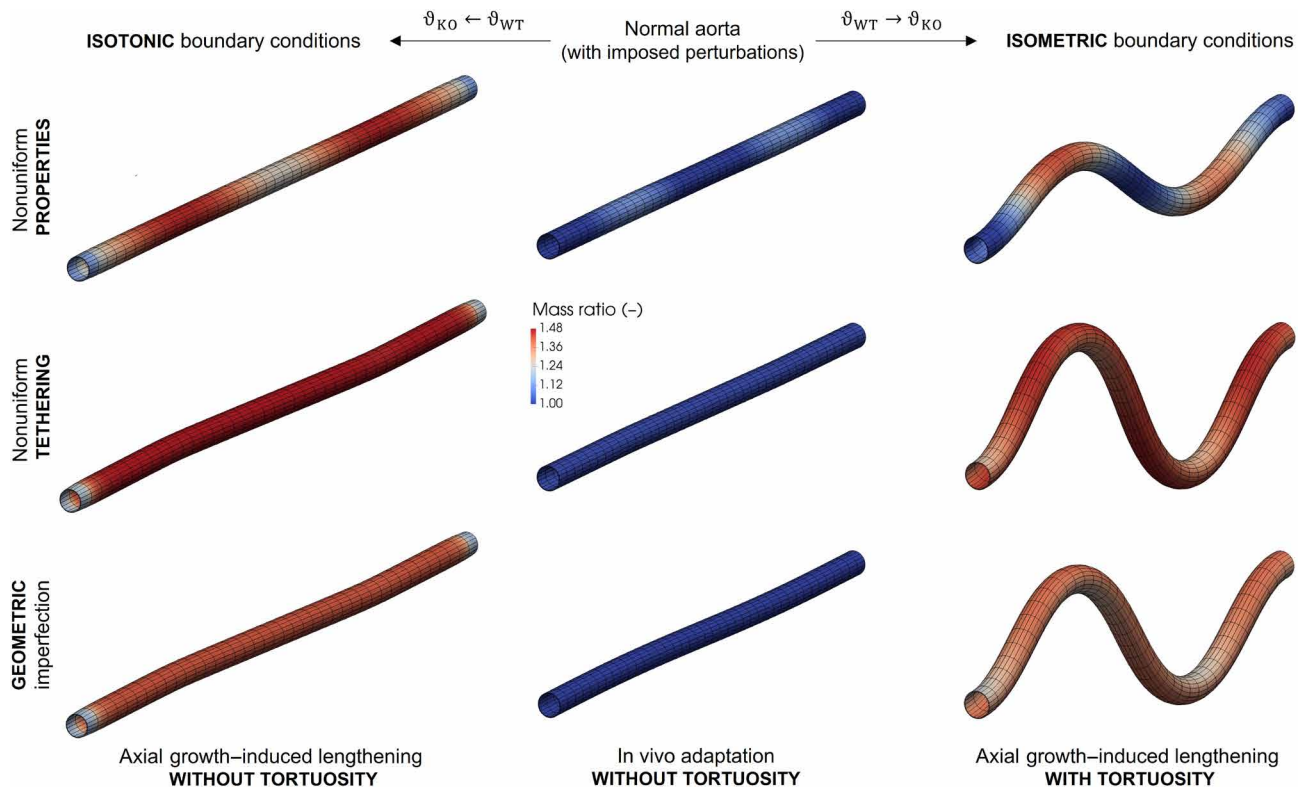 ϑKO ← ϑWT
Normal aorta
ϑWT → ϑKO
ISOTONIC boundary conditions
(with imposed perturbations)
ISOMETRIC boundary conditions
Nonuniform
PROPERTIES
Nonuniform
TETHERING
Mass ratio (–)
1.48
1.36
1.24
1.12
1.00
GEOMETRIC
imperfection
Axial growth–induced lengthening
WITHOUT TORTUOSITY
In vivo adaptation
WITHOUT TORTUOSITY
Axial growth–induced lengthening
WITH TORTUOSITY